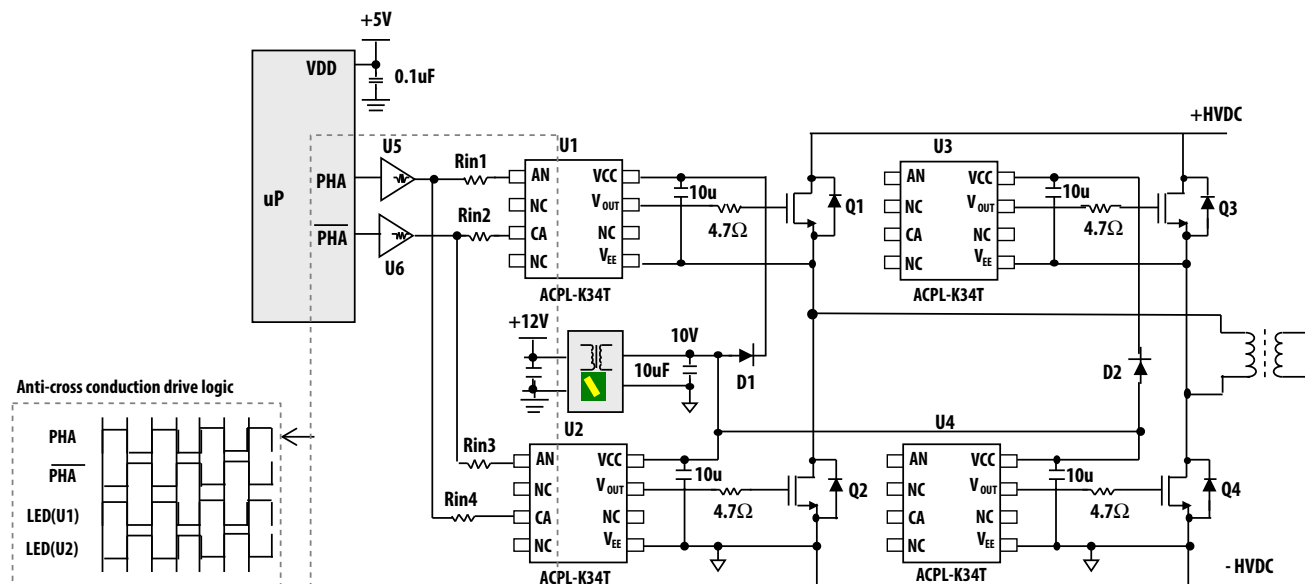 +5V
VDD
0.1uF
uP
PHA
PHA
U5
U6
Rin1
Rin2
U1
AN
NC
CA
NC
VCC
VOUT
NC
VEE
ACPL-K34T
10u
4.7Ω
Q1
+HVDC
U3
AN
NC
CA
NC
VCC
VOUT
NC
VEE
ACPL-K34T
10u
4.7Ω
Q3
+12V
10V
10uF
D1
D2
Anti-cross conduction drive logic
PHA
PHA
LED(U1)
LED(U2)
Rin3
Rin4
U2
AN
NC
CA
NC
VCC
VOUT
NC
VEE
ACPL-K34T
10u
4.7Ω
Q2
U4
AN
NC
CA
NC
VCC
VOUT
NC
VEE
ACPL-K34T
10u
4.7Ω
Q4
- HVDC